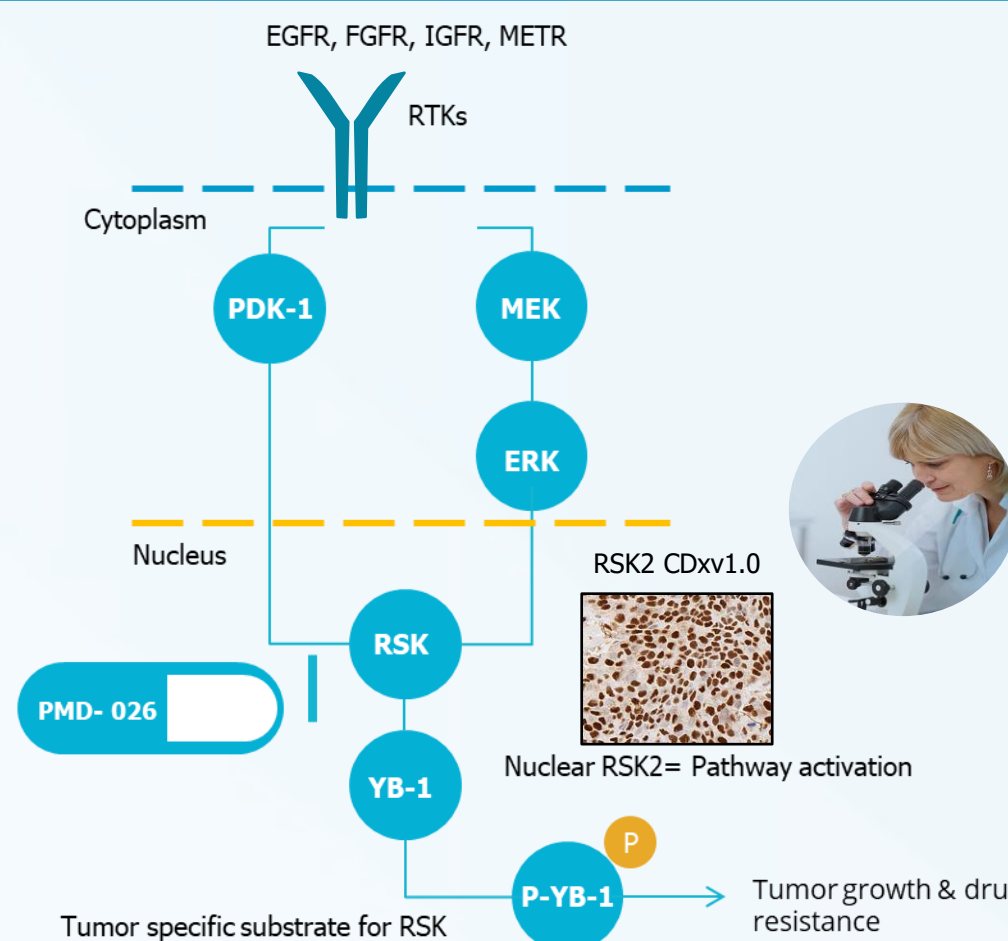 EGFR, FGFR, IGFR, METR
RTKs
Cytoplasm
PDK-1
MEK
ERK
Nucleus
RSK2 CDxv1.0
RSK
PMD- 026
Nuclear RSK2= Pathway activation
YB-1
P
P-YB-1
Tumor growth & dru
resistance
Tumor specific substrate for RSK